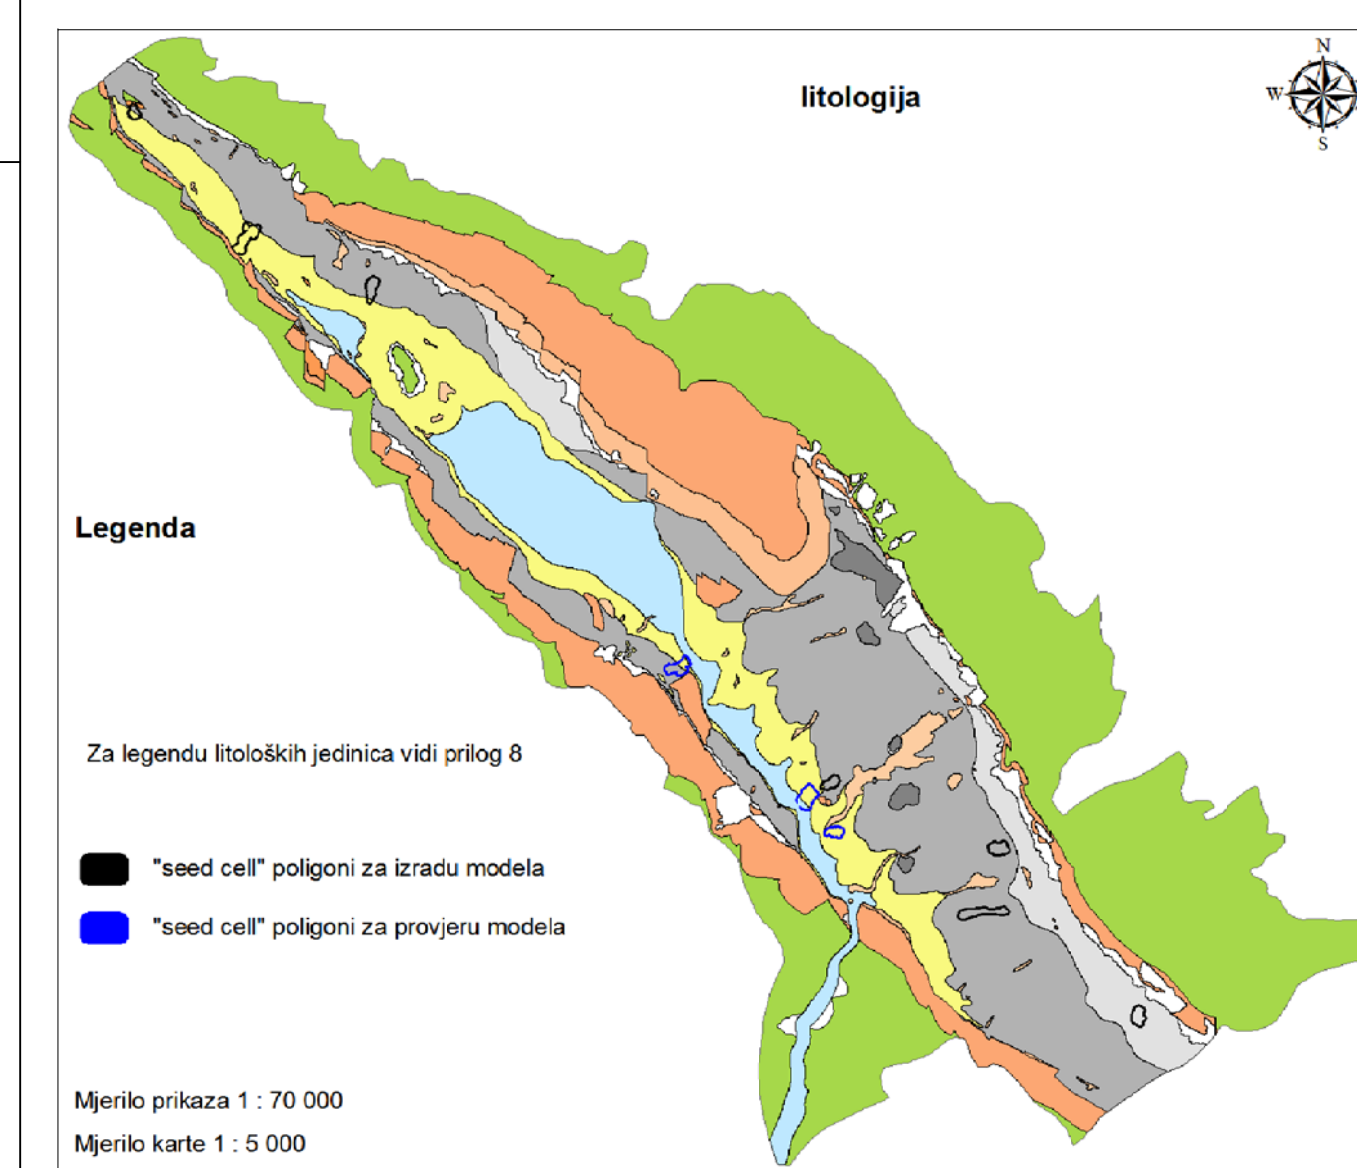 litologija
N
W
S
Legenda
Za legendu litoloških jedinica vidi prilog 8
"seed cell" poligoni za izradu modela
"seed cell" poligoni za provjeru modela
Mjerilo prikaza 1 : 70 000
Mjerilo karte 1 : 5 000